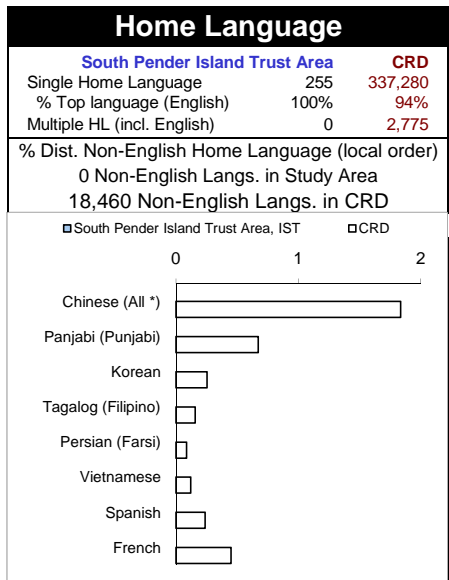 Home Language
South Pender Island Trust Area CRD
Single Home Language 255 337,280
% Top language (English) 100% 94%
Multiple HL (incl. English) 0 2,775
% Dist. Non-English Home Language (local order)
0 Non-English Langs. in Study Area
18,460 Non-English Langs. in CRD
South Pender Island Trust Area, IST CRD
0 1 2
Chinese (All *)
Panjabi (Punjabi)
Korean
Tagalog (Filipino)
Persian (Farsi)
Vietnamese
Spanish
French